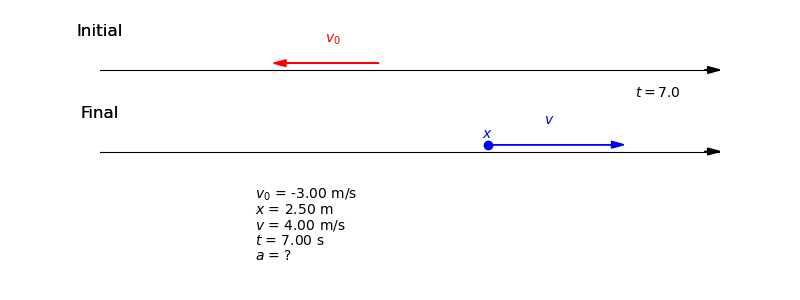 Initial
v₀
t = 7.0
Final
v
x
v₀ = -3.00 m/s
x = 2.50 m
v = 4.00 m/s
t = 7.00 s
a = ?